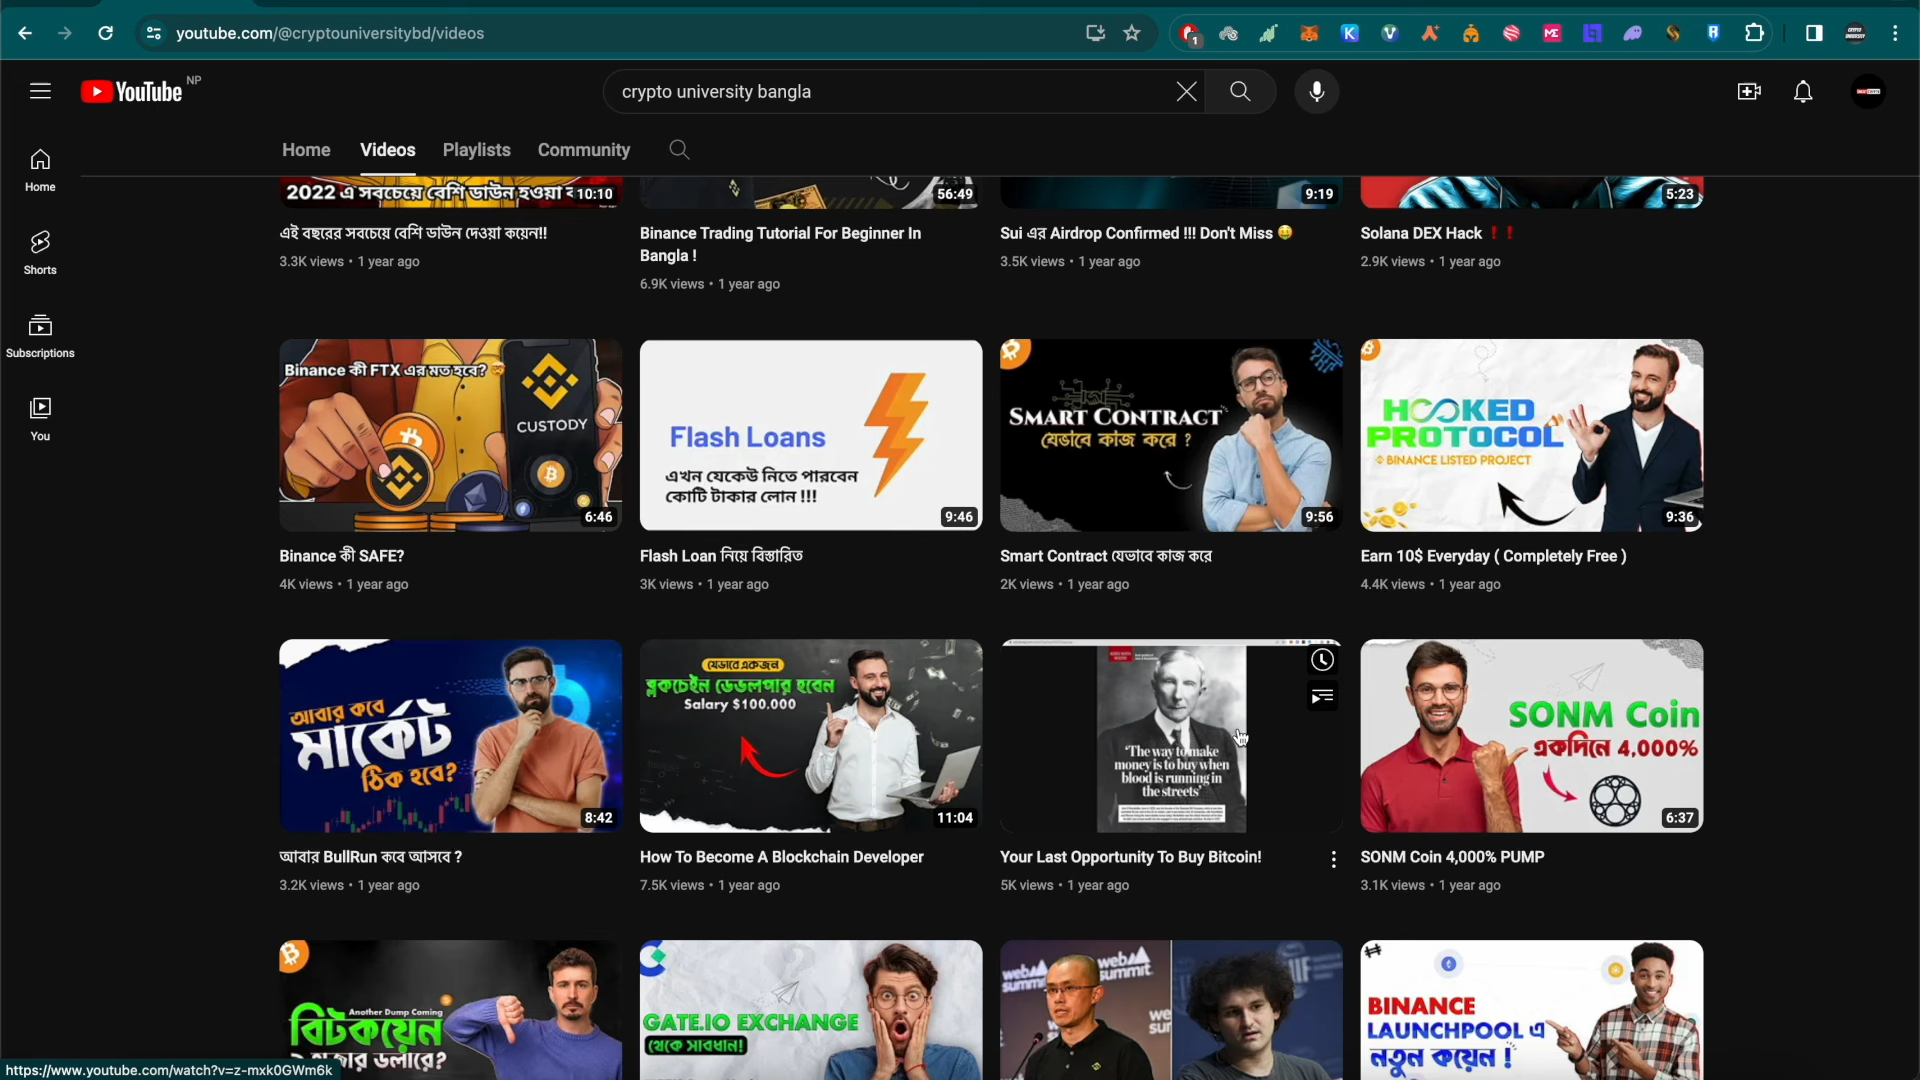 youtube.com/@cryptouniversitybd/videos
1
YouTube NP
crypto university bangla
Home
Videos
Playlists
Community
Home
Shorts
Subscriptions
You
2022 এ সবচেয়ে বেশি ডাউন হওয়া
10:10
56:49
9:19
5:23
এই বছরের সবচেয়ে বেশি ডাউন দেওয়া কয়েন!!
3.3K views • 1 year ago
Binance Trading Tutorial For Beginner In
Bangla !
6.9K views • 1 year ago
Sui এর Airdrop Confirmed !!! Don't Miss 🤑
3.5K views • 1 year ago
Solana DEX Hack ❗❗
2.9K views • 1 year ago
Binance কী FTX এর মত হবে?
CUSTODY
6:46
Flash Loans
এখন যেকেউ নিতে পারবেন
কোটি টাকার লোন !!!
9:46
SMART CONTRACT
যেভাবে কাজ করে ?
9:56
HOOKED
PROTOCOL
BINANCE LISTED PROJECT
9:36
Binance কী SAFE?
4K views • 1 year ago
Flash Loan নিয়ে বিস্তারিত
3K views • 1 year ago
Smart Contract যেভাবে কাজ করে
2K views • 1 year ago
Earn 10$ Everyday ( Completely Free )
4.4K views • 1 year ago
আবার কবে
মার্কেট
ঠিক হবে?
8:42
যেভাবে একজন
ব্লকচেইন ডেভলপার হবেন
Salary $100.000
11:04
'The way to make
money is to buy when
blood is running in
the streets'
SONM Coin
একদিনে 4,000%
6:37
আবার BullRun কবে আসবে ?
3.2K views • 1 year ago
How To Become A Blockchain Developer
7.5K views • 1 year ago
Your Last Opportunity To Buy Bitcoin!
5K views • 1 year ago
SONM Coin 4,000% PUMP
3.1K views • 1 year ago
Another Dump Coming
বিটকয়েন
হাজার ডলারে?
GATE.IO EXCHANGE
থেকে সাবধান!
web summit
web summit
BINANCE
LAUNCHPOOL এ
নতুন কয়েন !
https://www.youtube.com/watch?v=z-mxk0GWm6k